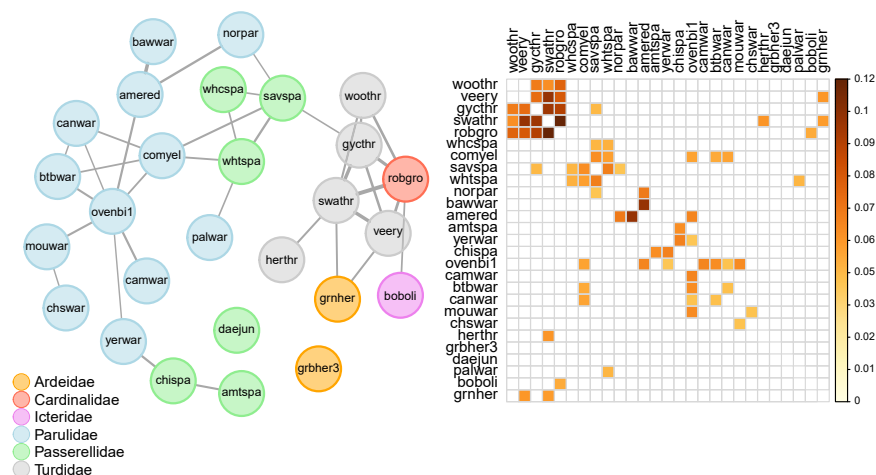 bawwar
norpar
amered
whcspa
savspa
woothr
canwar
comyel
gycthr
btbwar
whtspa
robgro
ovenbi1
swathr
mouwar
palwar
veery
herthr
camwar
grnher
boboli
chswar
daejun
yerwar
grbher3
chispa
amtspa
Ardeidae
Cardinalidae
Icteridae
Parulidae
Passerellidae
Turdidae
woothr
veery
gycthr
swathr
robgro
whcspa
comyel
savspa
whtspa
norpar
bawwar
amered
amtspa
yerwar
chispa
ovenbi1
camwar
btbwar
canwar
mouwar
chswar
herthr
grbher3
daejun
palwar
boboli
grnher
woothr
veery
gycthr
swathr
robgro
whcspa
comyel
savspa
whtspa
norpar
bawwar
amered
amtspa
yerwar
chispa
ovenbi1
camwar
btbwar
canwar
mouwar
chswar
herthr
grbher3
daejun
palwar
boboli
grnher
0.12
0.11
0.1
0.09
0.08
0.07
0.06
0.05
0.04
0.03
0.02
0.01
0